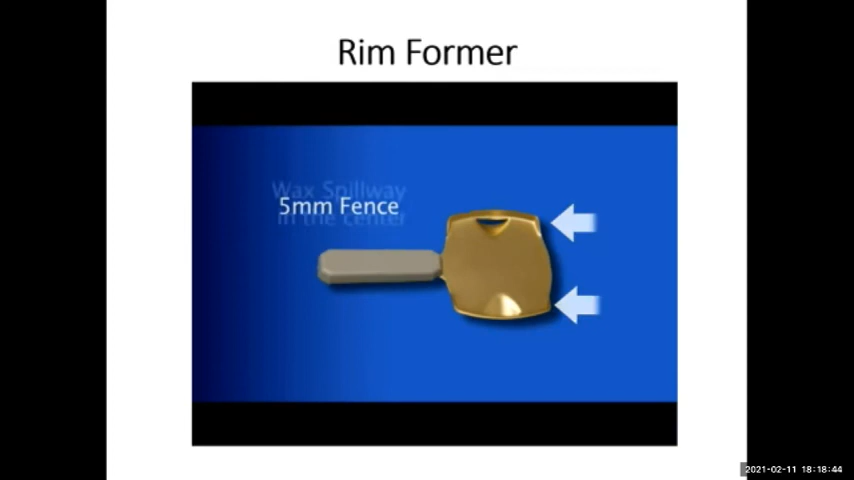 Rim Former
Wax Spillway
5mm Fence
in the center
2021-02-11 18:18:44